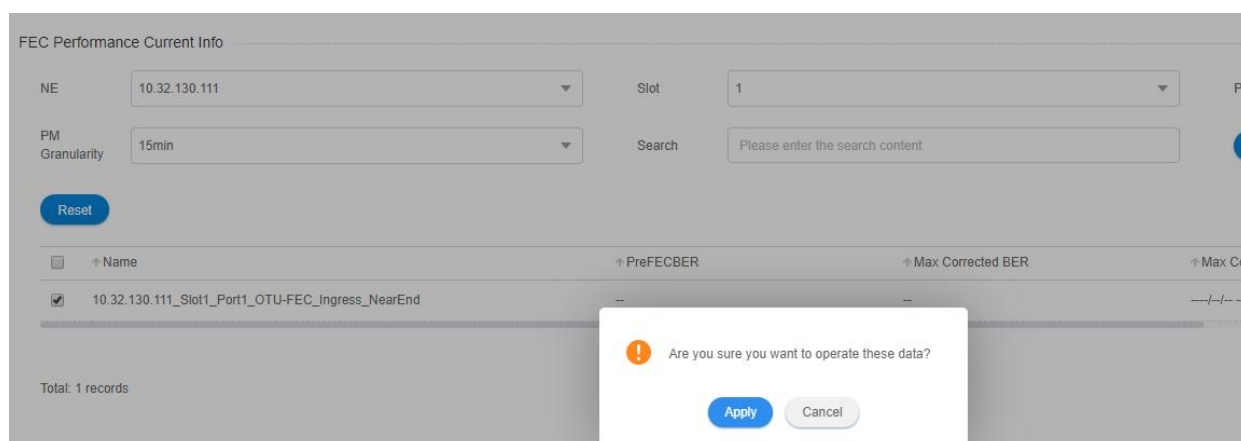 FEC Performance Current Info
NE 10.32.130.111 Slot 1 P
PM
Granularity 15min Search Please enter the search content
Reset
Name PreFECBER Max Corrected BER Max Co
10.32.130.111_Slot1_Port1_OTU-FEC_Ingress_NearEnd -- -- ----/--/-- --
Are you sure you want to operate these data?
Total: 1 records
Apply Cancel